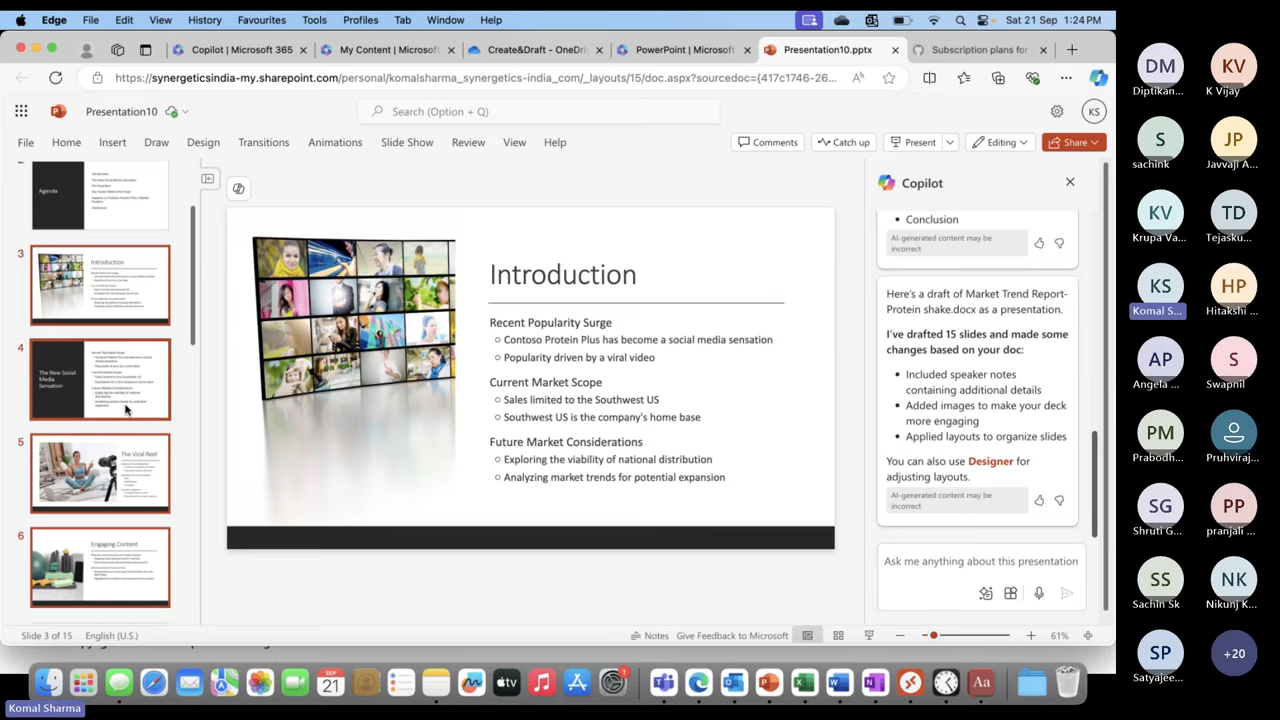 Edge File Edit View History Favourites Tools Profiles Tab Window Help Sat 21 Sep 1:24 PM
Copilot | Microsoft 365
My Content | Microsoft
Create&Draft - OneDri
PowerPoint | Microsoft
Presentation10.pptx
Subscription plans for
https://synergeticsindia-my.sharepoint.com/personal/komalsharma_synergetics-india_com/_layouts/15/doc.aspx?sourcedoc={417c1746-26...
Presentation10
Search (Option + Q)
KS
File Home Insert Draw Design Transitions Animations Slide Show Review View Help
Comments
Catch up
Present
Editing
Share
Agenda
3
Introduction
4
The New Social Media Sensation
5
The Viral Reel
6
Engaging Content
Introduction
Recent Popularity Surge
Contoso Protein Plus has become a social media sensation
Popularity driven by a viral video
Current Market Scope
Sales limited to the Southwest US
Southwest US is the company's home base
Future Market Considerations
Exploring the viability of national distribution
Analyzing market trends for potential expansion
Copilot
• Conclusion
AI-generated content may be
incorrect
Here's a draft of Market Trend Report-
Protein shake.docx as a presentation.
I've drafted 15 slides and made some
changes based on your doc:
• Included speaker notes
containing additional details
• Added images to make your deck
more engaging
• Applied layouts to organize slides
You can also use Designer for
adjusting layouts.
AI-generated content may be
incorrect
Ask me anything about this presentation
Slide 3 of 15 English (U.S.)
Notes Give Feedback to Microsoft 61%
SEP
21
tv
1
Aa
Komal Sharma
DM
Diptikan...
KV
K Vijay
S
sachink
JP
Javvaji A...
KV
Krupa Va...
TD
Tejasku...
KS
Komal S...
HP
Hitakshi ...
AP
Angela ...
S
Swapnil
PM
Prabodh...
Pruhviraj...
SG
Shruti G...
PP
pranjali ...
SS
Sachin Sk
NK
Nikunj K...
SP
Satyajee...
+20